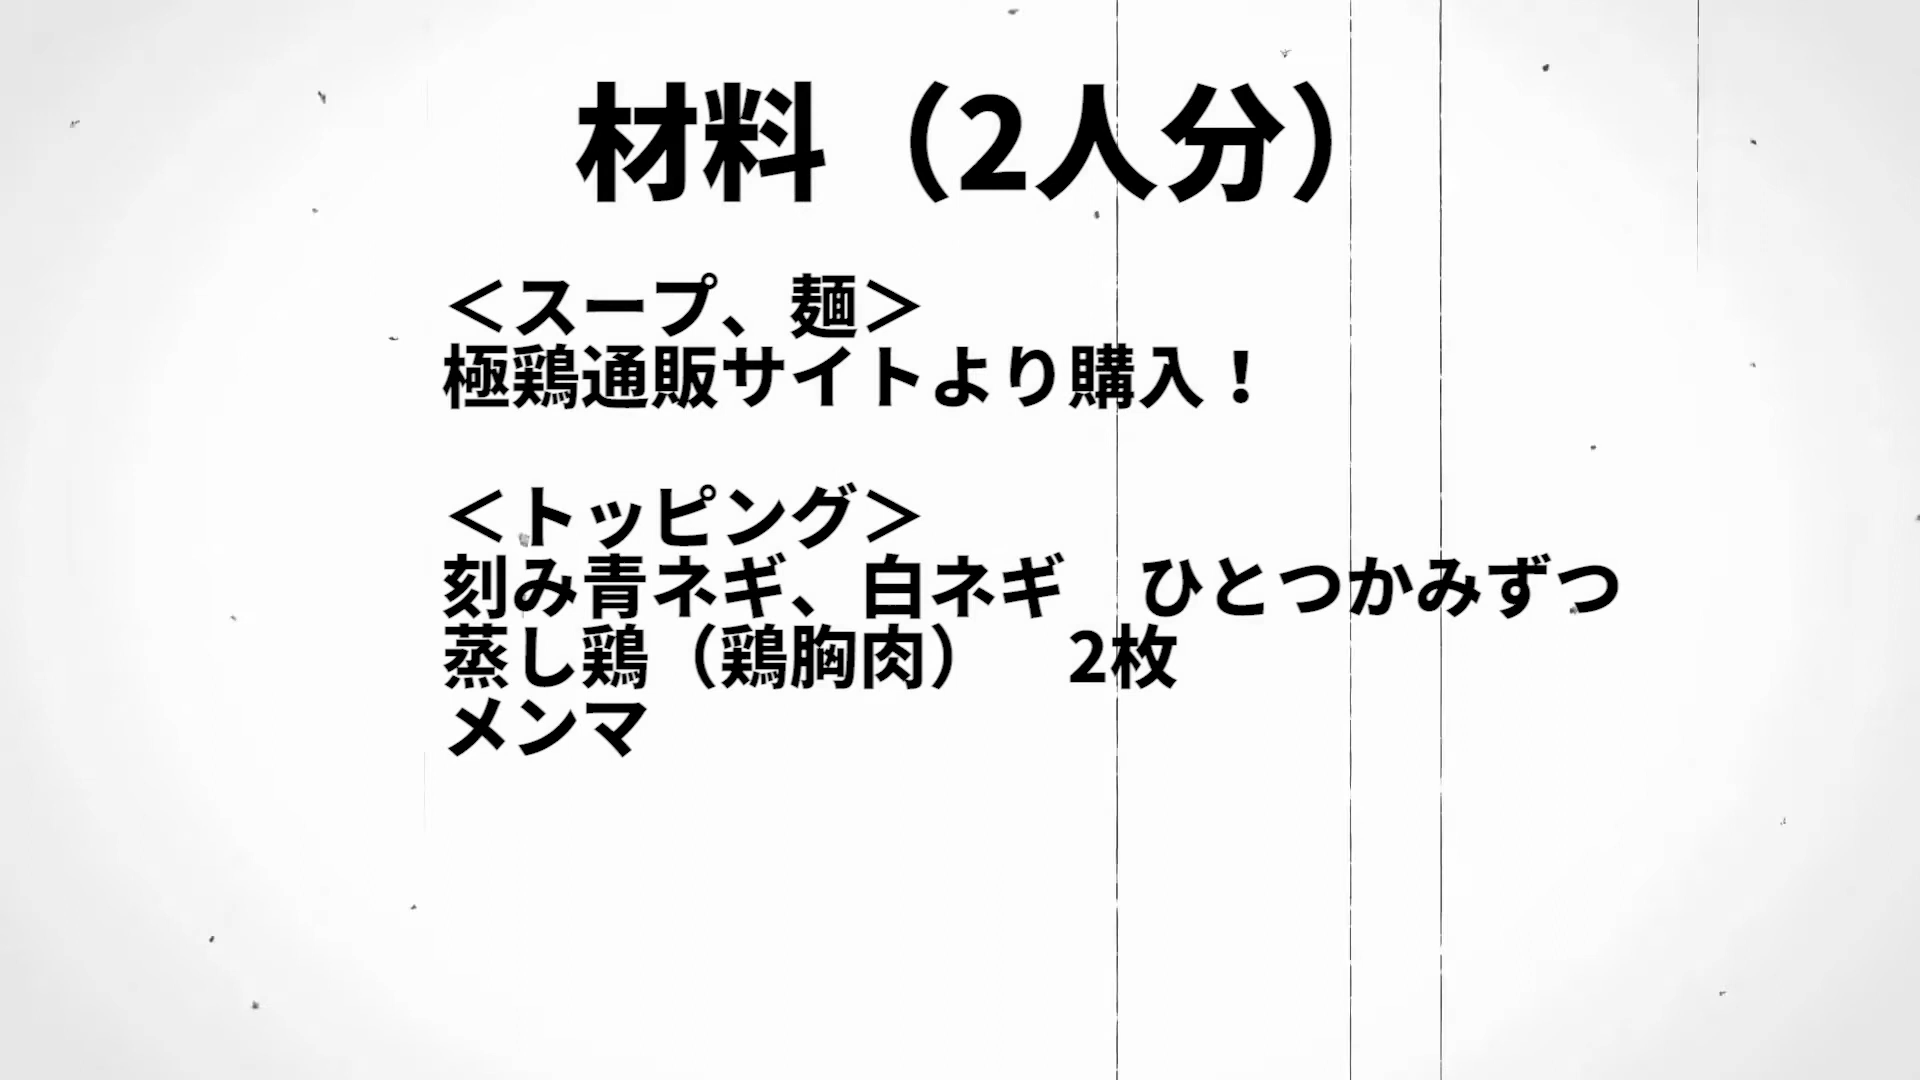 材料（2人分）
＜スープ、麺＞
極鶏通販サイトより購入！
＜トッピング＞
刻み青ネギ、白ネギ　ひとつかみずつ
蒸し鶏（鶏胸肉）　2枚
メンマ